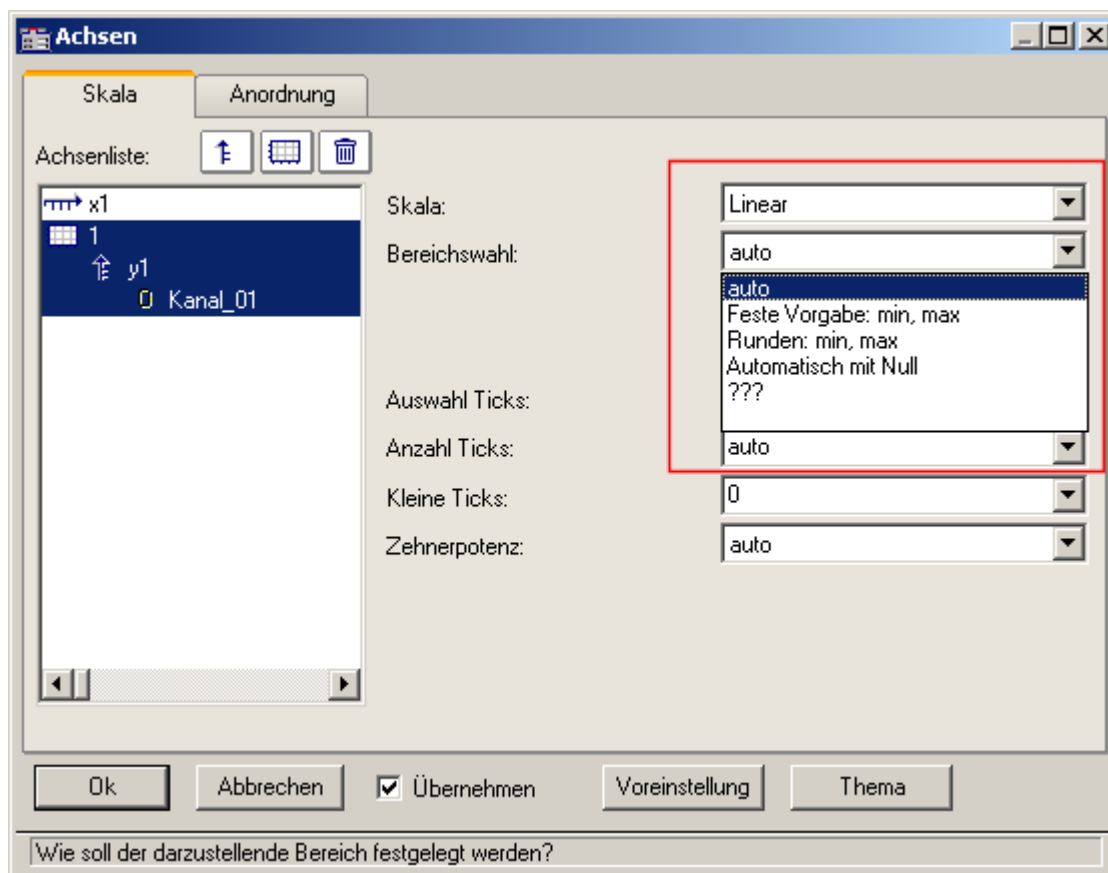 Achsen
Skala
Anordnung
Achsenliste:
x1
1
y1
Kanal_01
Skala:
Linear
Bereichswahl:
auto
auto
Feste Vorgabe: min, max
Runden: min, max
Automatisch mit Null
???
Auswahl Ticks:
Anzahl Ticks:
auto
Kleine Ticks:
0
Zehnerpotenz:
auto
Ok
Abbrechen
Übernehmen
Voreinstellung
Thema
Wie soll der darzustellende Bereich festgelegt werden?